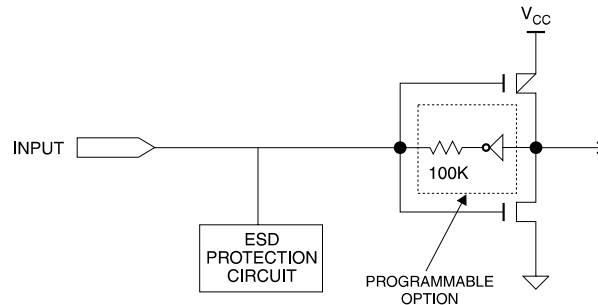 VCC
INPUT
100K
ESD
PROTECTION
CIRCUIT
PROGRAMMABLE
OPTION